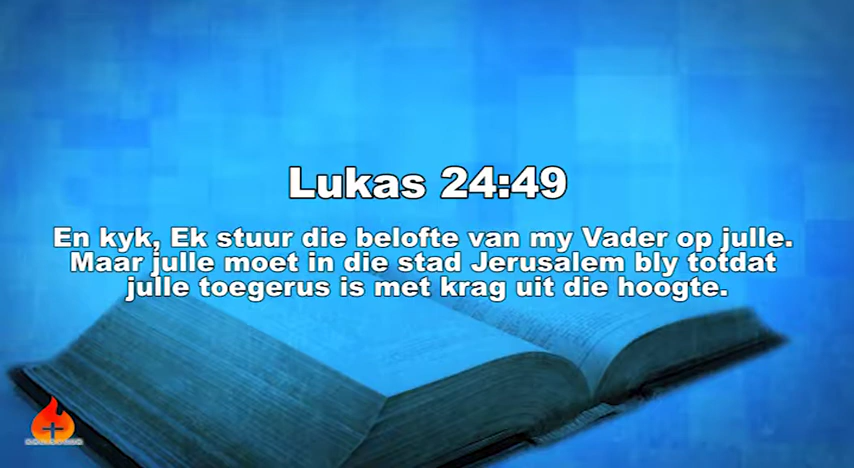 Lukas 24:49
En kyk, Ek stuur die belofte van my Vader op julle.
Maar julle moet in die stad Jerusalem bly totdat
julle toegerus is met krag uit die hoogte.